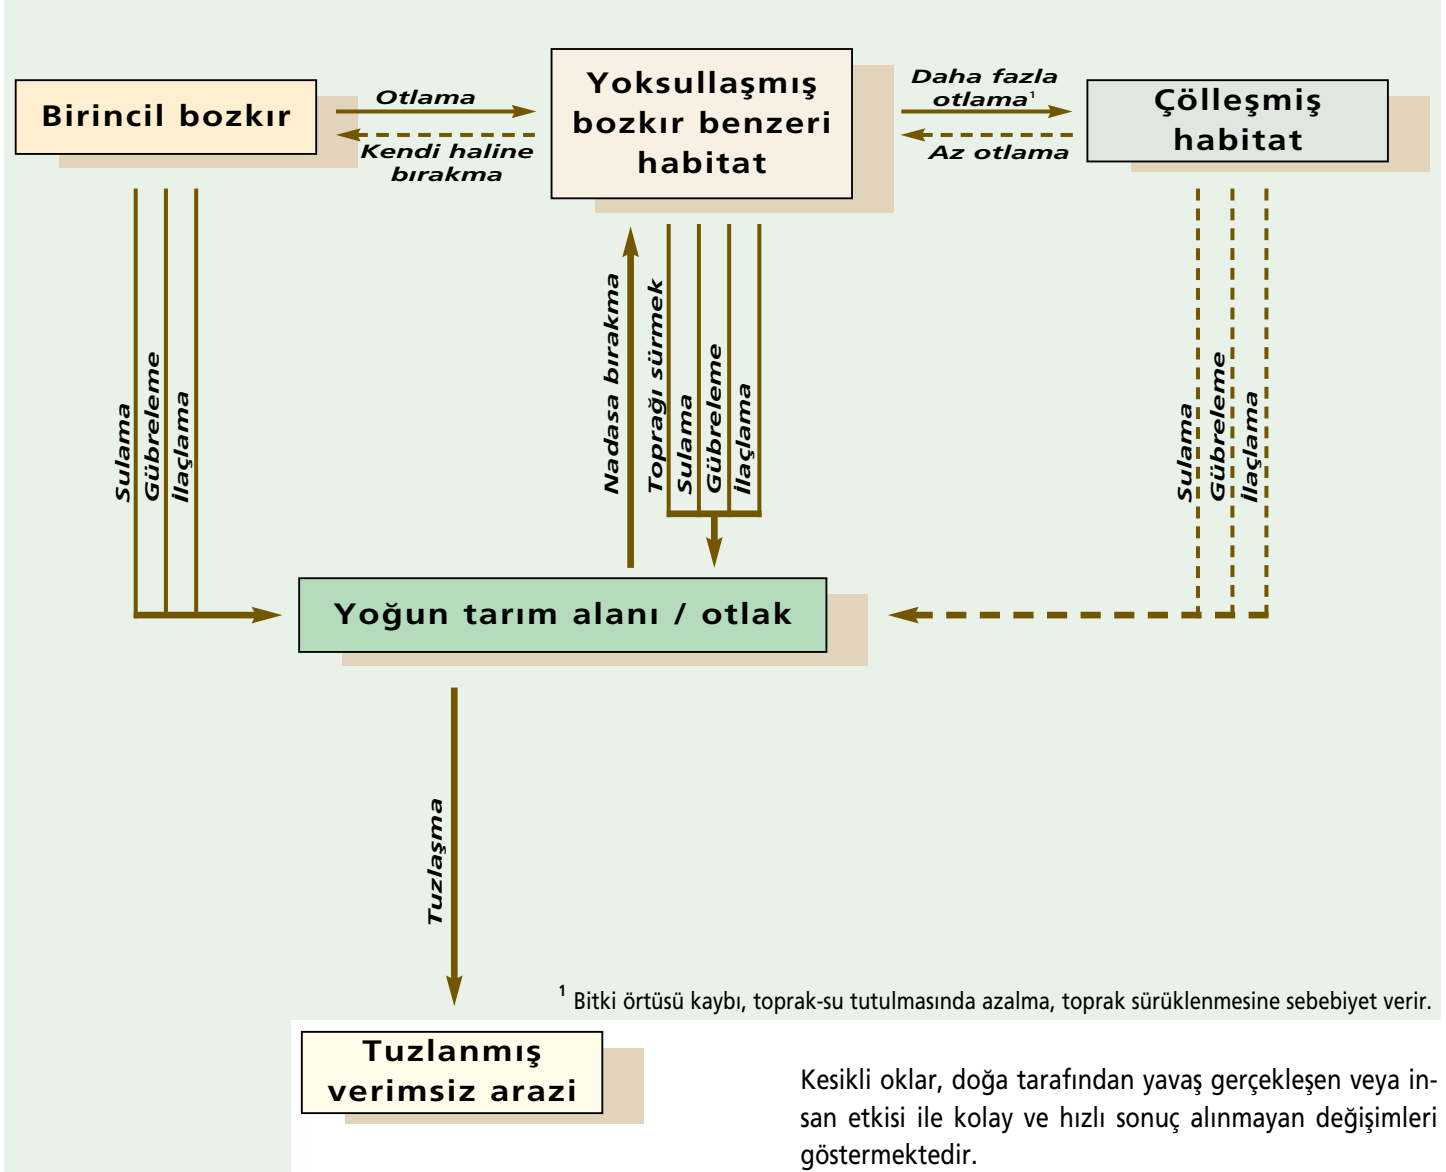 Birincil bozkır
Otlama
Kendi haline
bırakma
Yoksullaşmış
bozkır benzeri
habitat
Daha fazla
otlama¹
Az otlama
Çölleşmiş
habitat
Sulama
Gübreleme
İlaçlama
Nadasa bırakma
Toprağı sürmek
Sulama
Gübreleme
İlaçlama
Sulama
Gübreleme
İlaçlama
Yoğun tarım alanı / otlak
Tuzlaşma
¹ Bitki örtüsü kaybı, toprak-su tutulmasında azalma, toprak sürüklenmesine sebebiyet verir.
Tuzlanmış
verimsiz arazi
Kesikli oklar, doğa tarafından yavaş gerçekleşen veya in-
san etkisi ile kolay ve hızlı sonuç alınmayan değişimleri
göstermektedir.